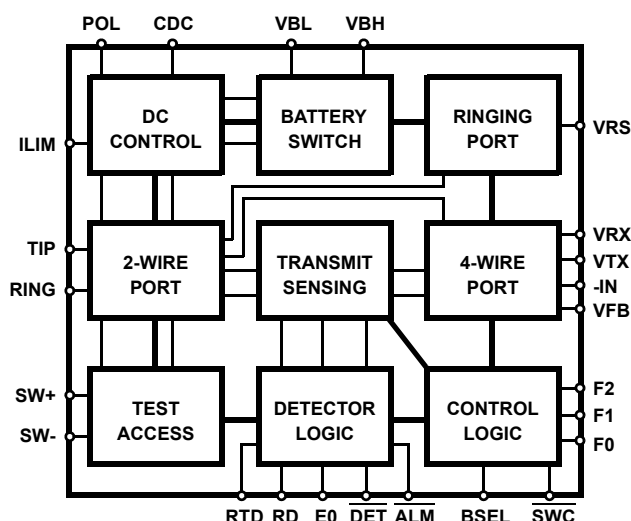 POL CDC VBL VBH
DC CONTROL
BATTERY SWITCH
RINGING PORT
ILIM
VRS
TIP
RING
2-WIRE PORT
TRANSMIT SENSING
4-WIRE PORT
VRX
VTX
-IN
VFB
SW+
SW-
TEST ACCESS
DETECTOR LOGIC
CONTROL LOGIC
F2
F1
F0
RTD RD E0 DET ALM BSEL SWC